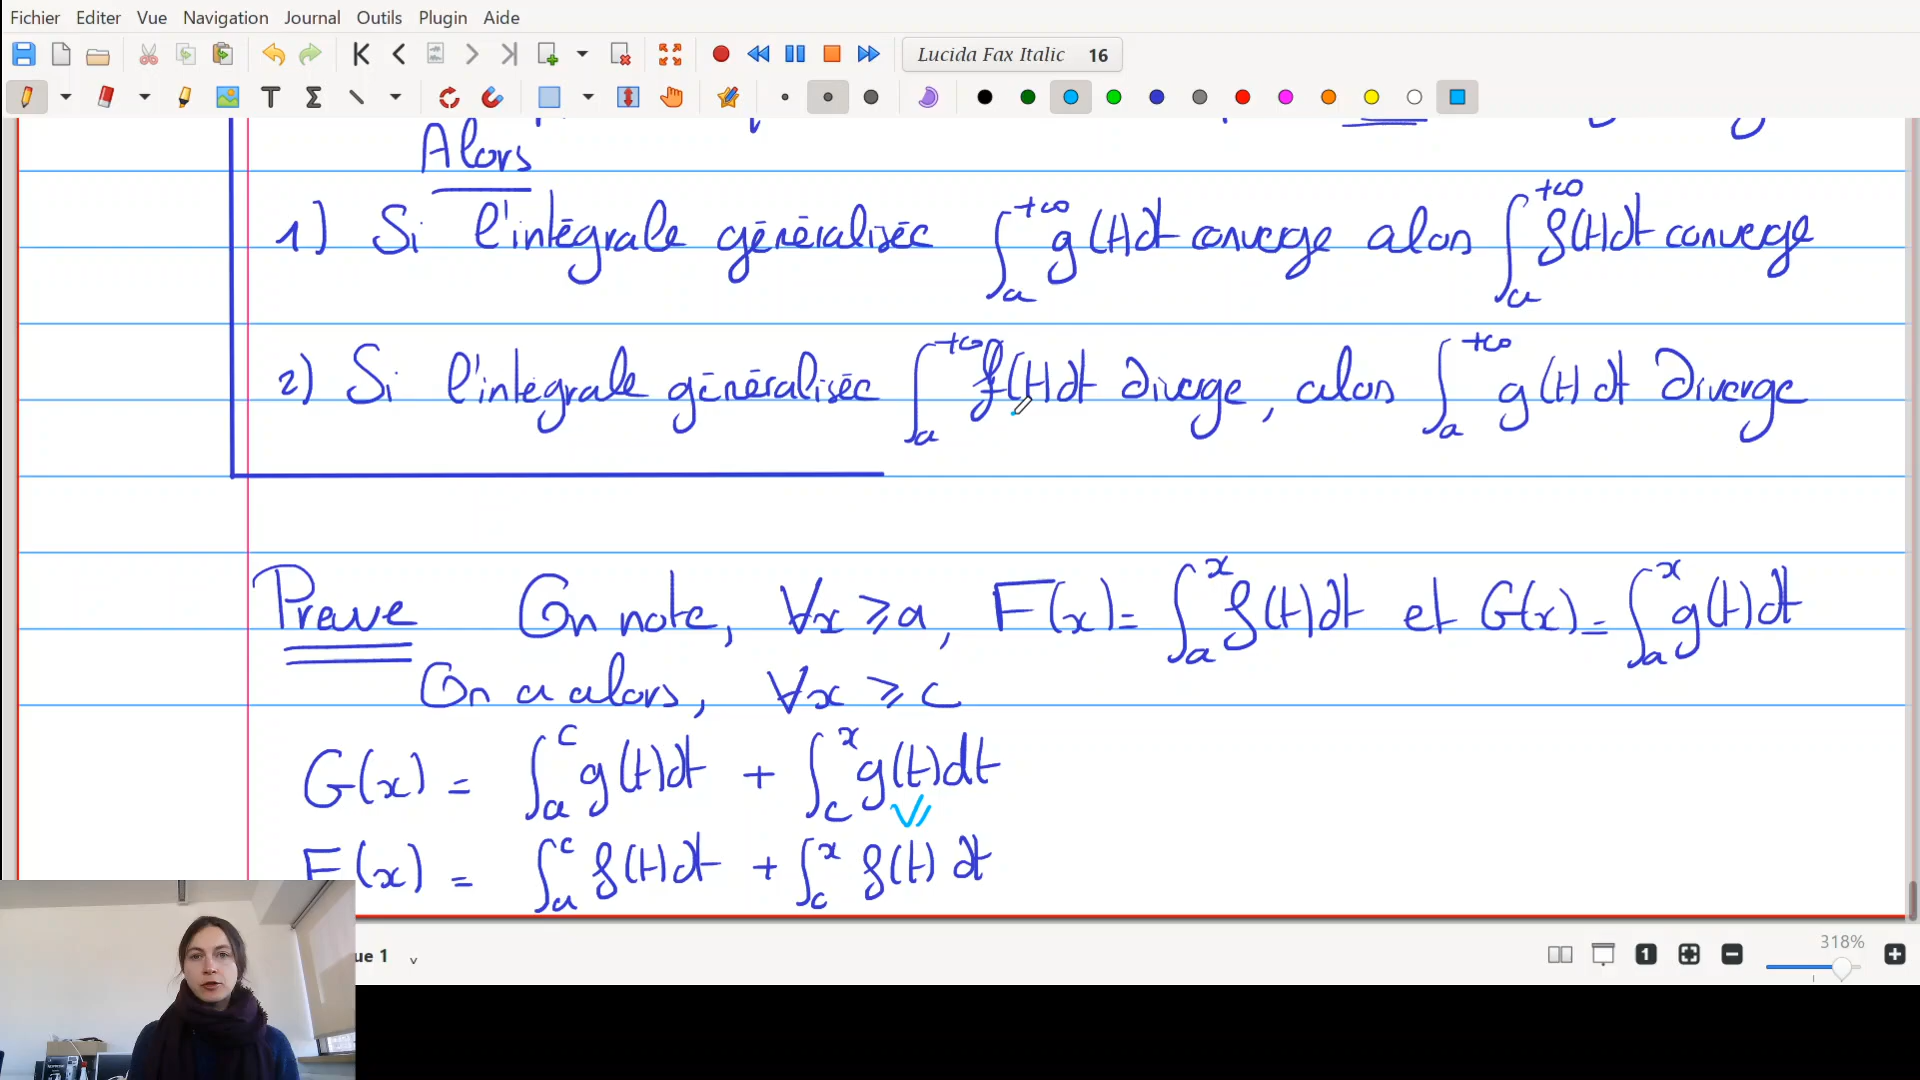 Fichier Editer Vue Navigation Journal Outils Plugin Aide
Lucida Fax Italic 16
Alors
1) Si l'intégrale généralisée ∫_a^{+∞} g(t)dt converge alors ∫_a^{+∞} f(t)dt converge
2) Si l'intégrale généralisée ∫_a^{+∞} f(t)dt diverge, alors ∫_a^{+∞} g(t)dt diverge
Preuve On note, ∀x ⩾ a, F(x) = ∫_a^x f(t)dt et G(x) = ∫_a^x g(t)dt
On a alors, ∀x ⩾ c
G(x) = ∫_a^c g(t)dt + ∫_c^x g(t)dt
F(x) = ∫_a^c f(t)dt + ∫_c^x f(t)dt
ue 1
318%